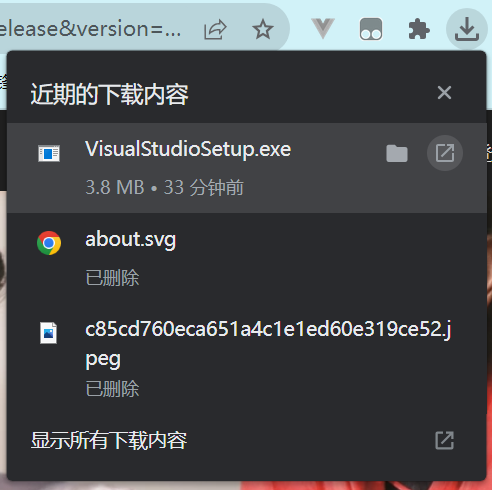 elease&version=...
近期的下载内容
VisualStudioSetup.exe
3.8 MB • 33 分钟前
about.svg
已删除
c85cd760eca651a4c1e1ed60e319ce52.j
peg
已删除
显示所有下载内容